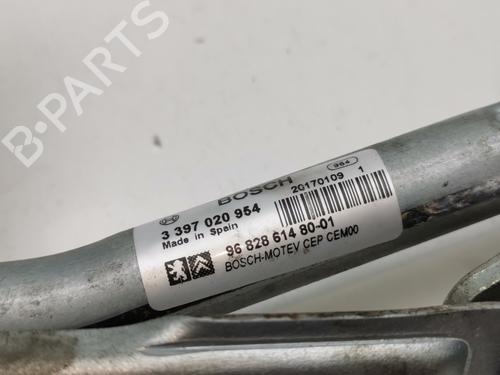 B-PARTS
BOSCH
954
3 397 020 954
Made in Spain
20170109 1
96 828 614 80-01
BOSCH-MOTEV CEP CEM00